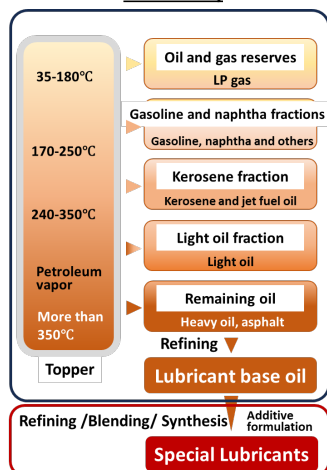 35-180℃
170-250℃
240-350℃
Petroleum
vapor
More than
350℃
Topper
Oil and gas reserves
LP gas
Gasoline and naphtha fractions
Gasoline, naphtha and others
Kerosene fraction
Kerosene and jet fuel oil
Light oil fraction
Light oil
Remaining oil
Heavy oil, asphalt
Refining
Lubricant base oil
Refining /Blending/ Synthesis
Additive
formulation
Special Lubricants